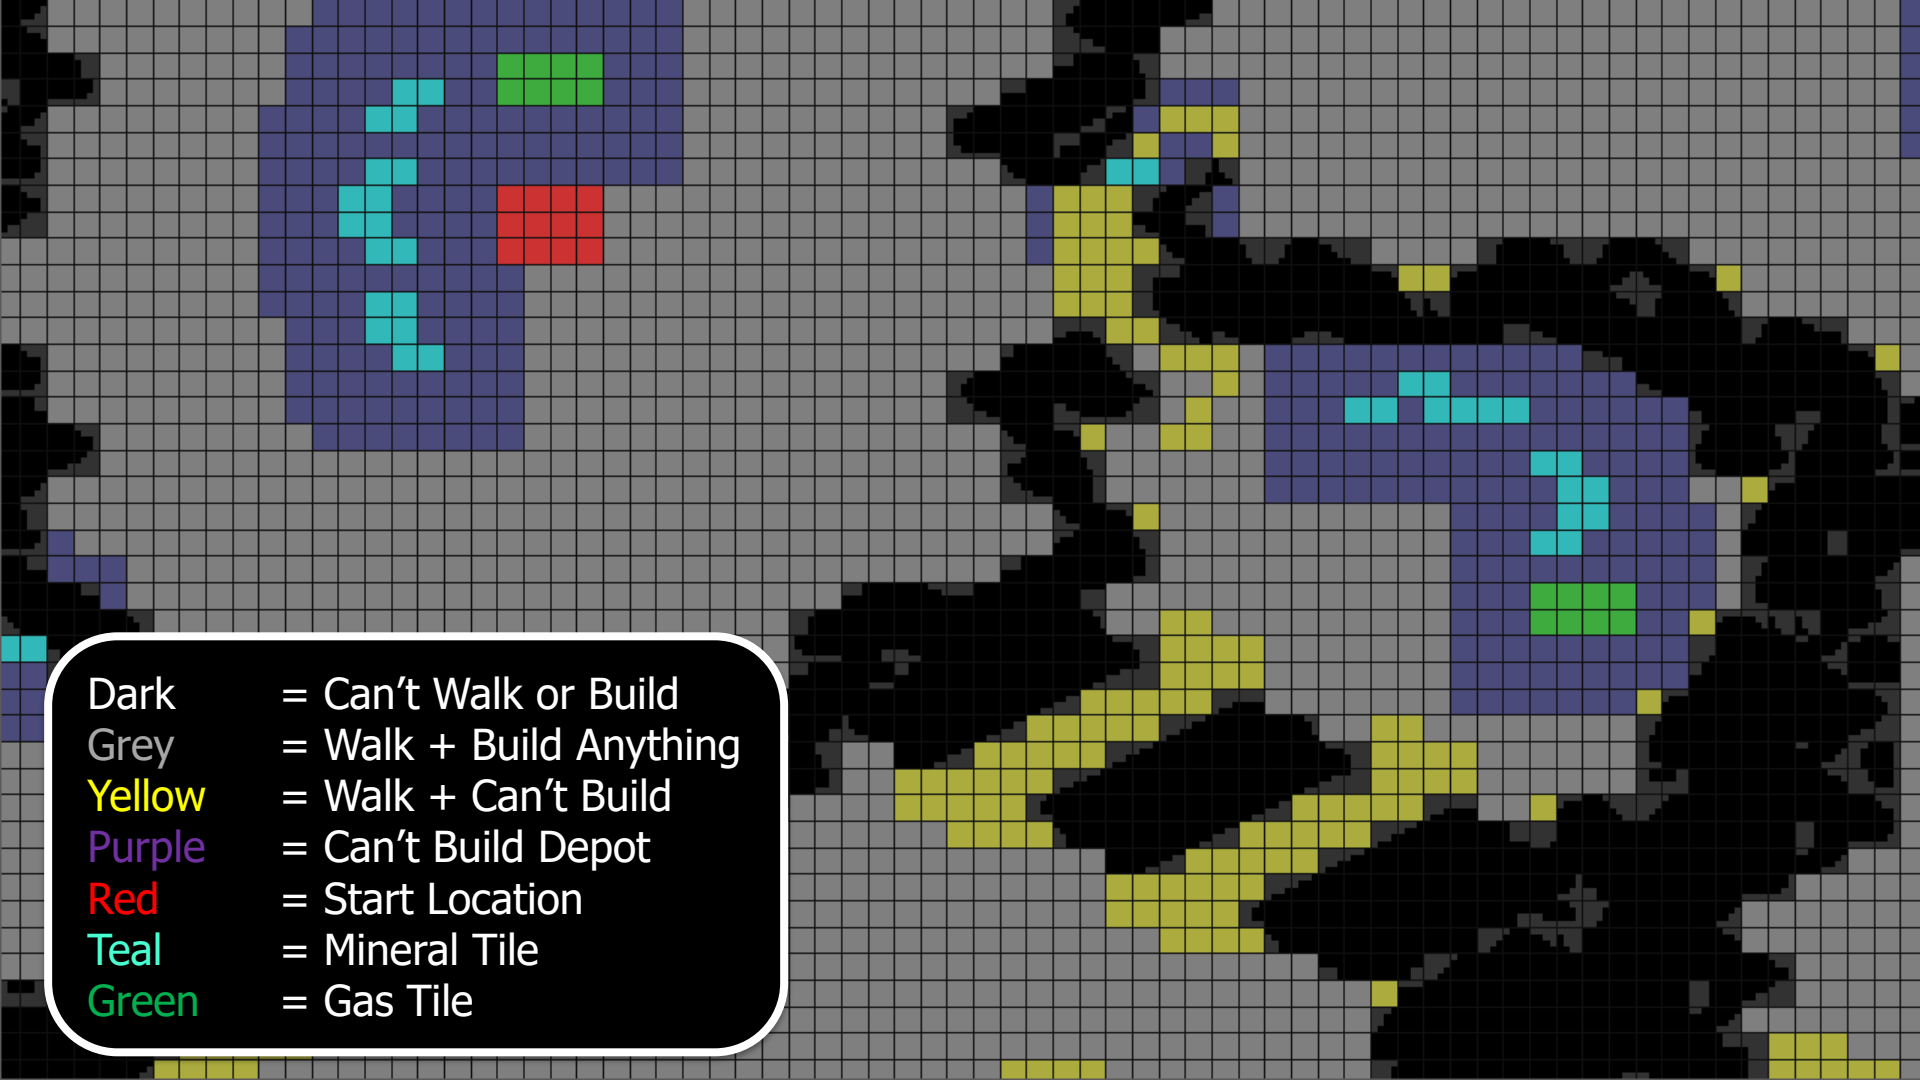 Dark = Can’t Walk or Build
Grey = Walk + Build Anything
Yellow = Walk + Can’t Build
Purple = Can’t Build Depot
Red = Start Location
Teal = Mineral Tile
Green = Gas Tile